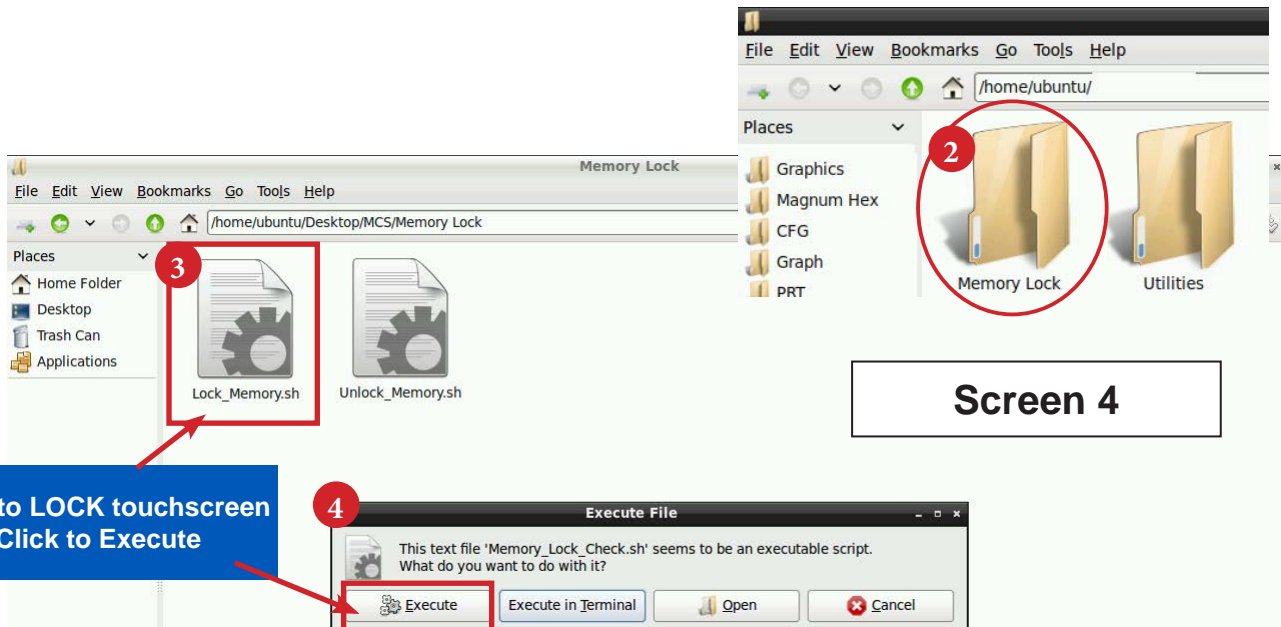 File Edit View Bookmarks Go Tools Help
/home/ubuntu/
Places
Graphics
Magnum Hex
CFG
Graph
PRT
2
Memory Lock
Utilities
Memory Lock
File Edit View Bookmarks Go Tools Help
/home/ubuntu/Desktop/MCS/Memory Lock
Places
Home Folder
Desktop
Trash Can
Applications
3
Lock_Memory.sh
Unlock_Memory.sh
Screen 4
to LOCK touchscreen
Click to Execute
4
Execute File
This text file 'Memory_Lock_Check.sh' seems to be an executable script.
What do you want to do with it?
Execute
Execute in Terminal
Open
Cancel